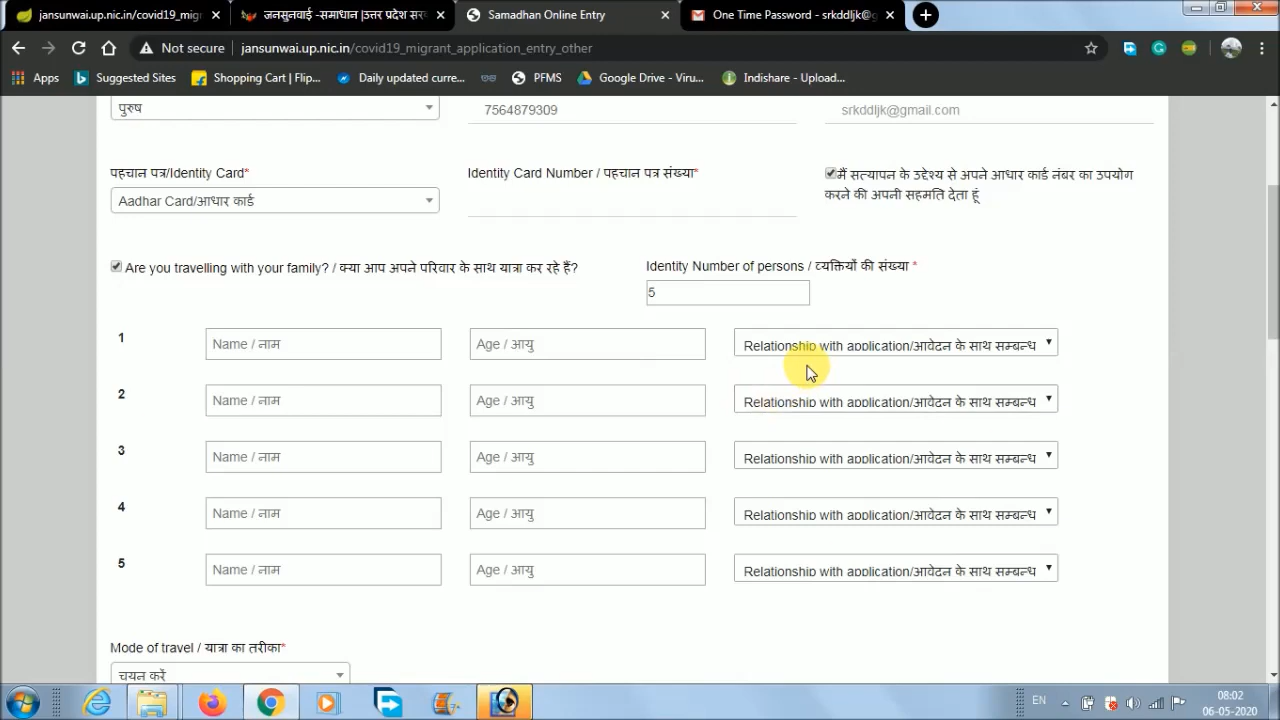 jansunwai.up.nic.in/covid19_mig
जनसुनवाई -समाधान |उत्तर प्रदेश सरव
Samadhan Online Entry
One Time Password - srkddljk@g
Not secure
jansunwai.up.nic.in/covid19_migrant_application_entry_other
Apps
Suggested Sites
Shopping Cart | Flip...
Daily updated curre...
PFMS
Google Drive - Viru...
Indishare - Upload...
पुरुष
7564879309
srkddljk@gmail.com
पहचान पत्र/Identity Card*
Identity Card Number / पहचान पत्र संख्या*
मैं सत्यापन के उद्देश्य से अपने आधार कार्ड नंबर का उपयोग
करने की अपनी सहमति देता हूं
Aadhar Card/आधार कार्ड
Are you travelling with your family? / क्या आप अपने परिवार के साथ यात्रा कर रहे हैं?
Identity Number of persons / व्यक्तियों की संख्या *
5
1 Name / नाम Age / आयु Relationship with application/आवेदन के साथ सम्बन्ध
2 Name / नाम Age / आयु Relationship with application/आवेदन के साथ सम्बन्ध
3 Name / नाम Age / आयु Relationship with application/आवेदन के साथ सम्बन्ध
4 Name / नाम Age / आयु Relationship with application/आवेदन के साथ सम्बन्ध
5 Name / नाम Age / आयु Relationship with application/आवेदन के साथ सम्बन्ध
Mode of travel / यात्रा का तरीका*
चयन करें
EN
08:02
06-05-2020